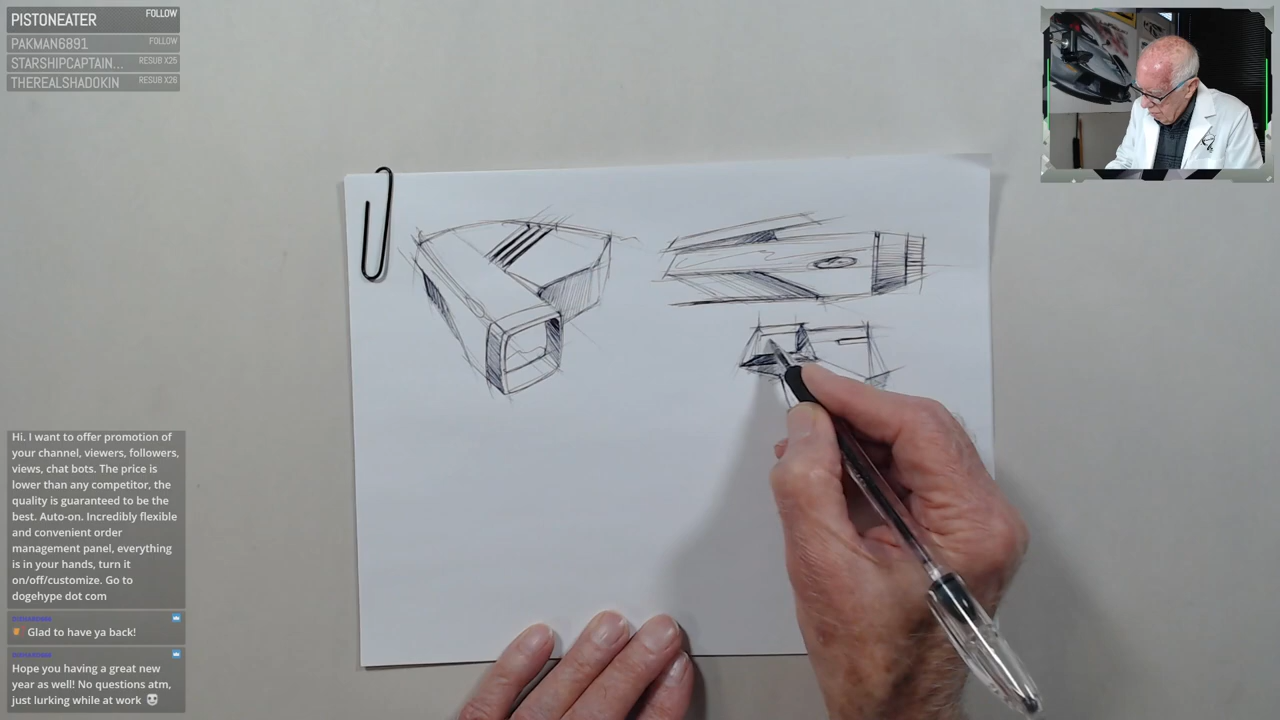 PISTONEATER FOLLOW
PAKMAN6891 FOLLOW
STARSHIPCAPTAIN... RESUB X25
THEREALSHADOKIN RESUB X26
Hi. I want to offer promotion of
your channel, viewers, followers,
views, chat bots. The price is
lower than any competitor, the
quality is guaranteed to be the
best. Auto-on. Incredibly flexible
and convenient order
management panel, everything
is in your hands, turn it
on/off/customize. Go to
dogehype dot com
Glad to have ya back!
Hope you having a great new
year as well! No questions atm,
just lurking while at work